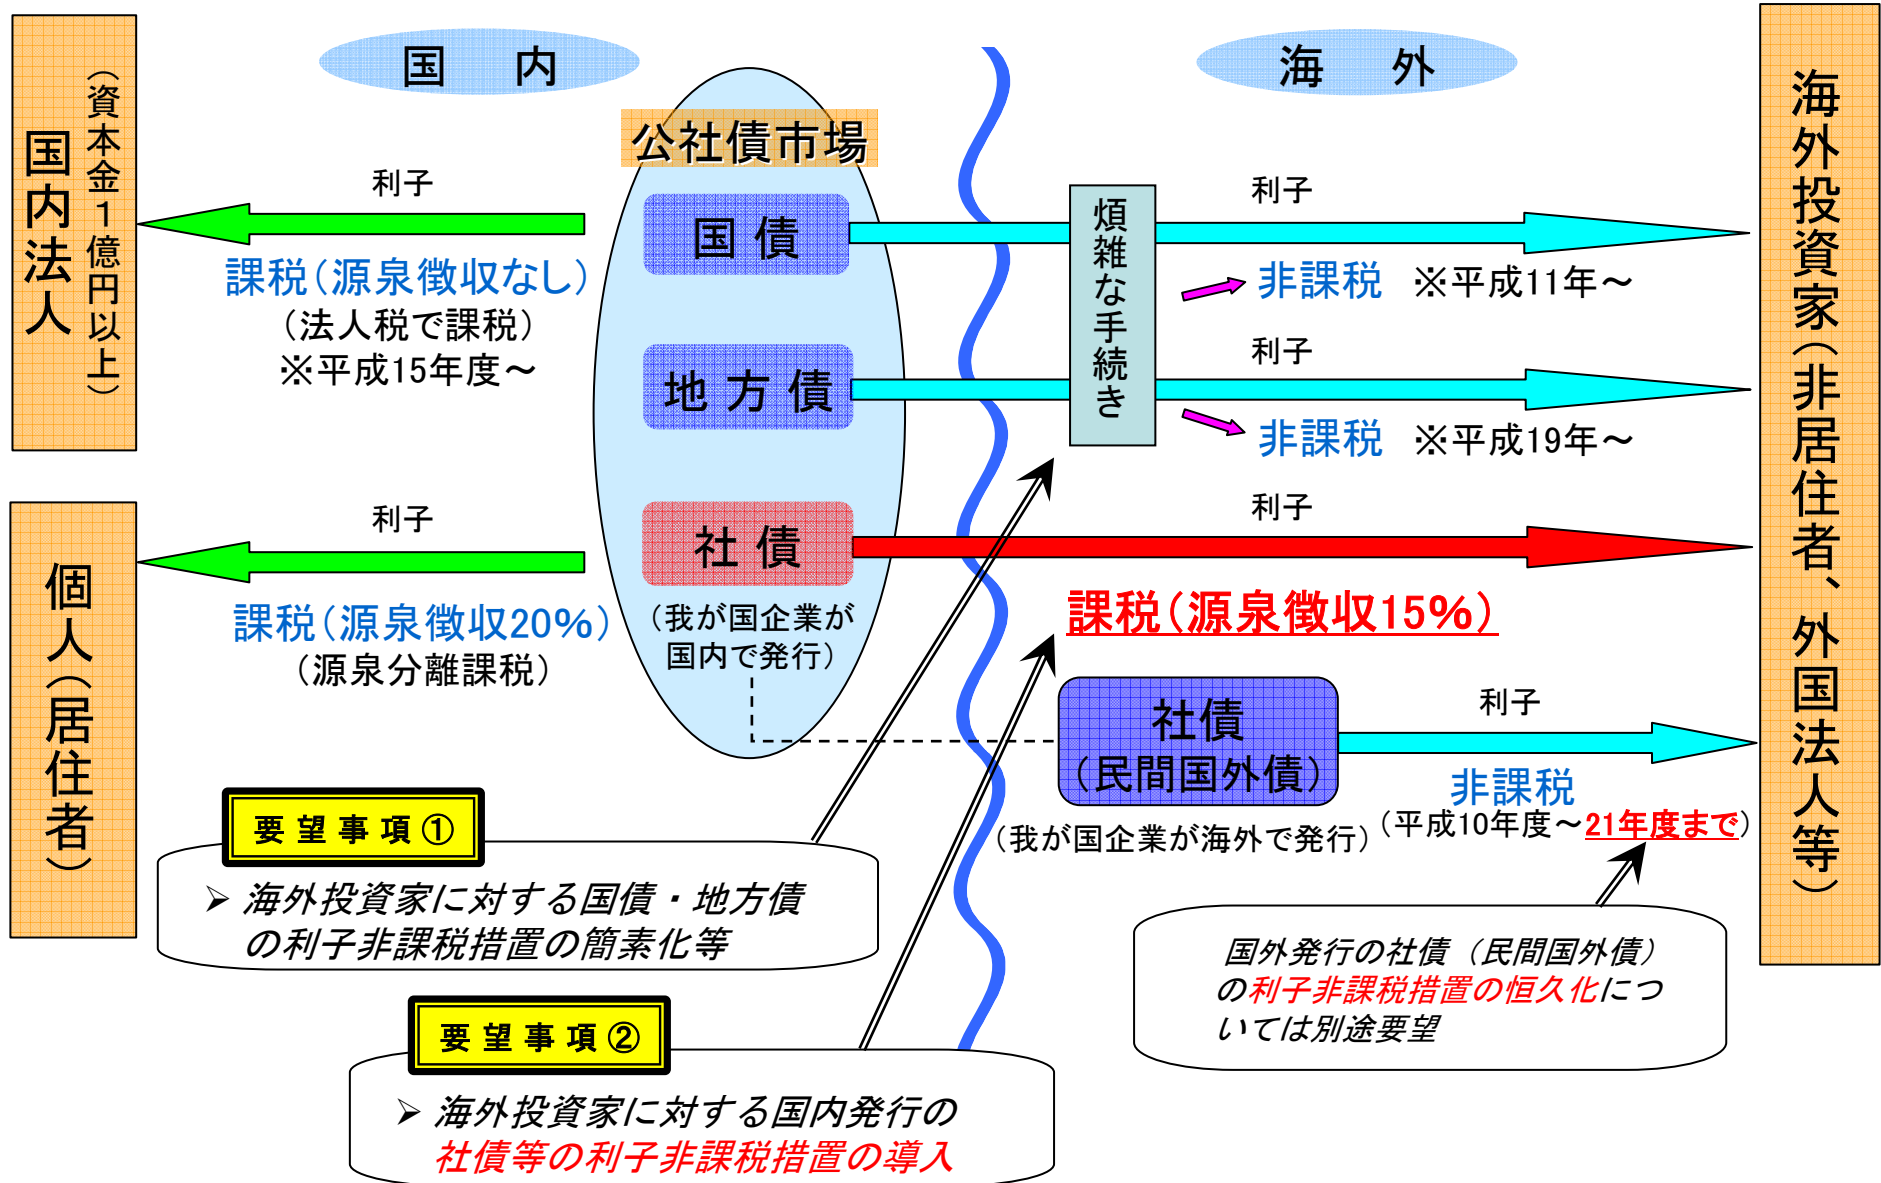 国　内
海　外
国内法人
（資本金１億円以上）
個人（居住者）
公社債市場
国債
地方債
社債
（我が国企業が
国内で発行）
利子
課税（源泉徴収なし）
（法人税で課税）
※平成15年度～
利子
課税（源泉徴収20％）
（源泉分離課税）
煩雑な手続き
利子
非課税　※平成11年～
利子
非課税　※平成19年～
利子
課税（源泉徴収15％）
社債
（民間国外債）
（我が国企業が海外で発行）
利子
非課税
（平成10年度～21年度まで）
海外投資家（非居住者、外国法人等）
要望事項①
➢ 海外投資家に対する国債・地方債
の利子非課税措置の簡素化等
要望事項②
➢ 海外投資家に対する国内発行の
社債等の利子非課税措置の導入
国外発行の社債（民間国外債）
の利子非課税措置の恒久化につ
いては別途要望